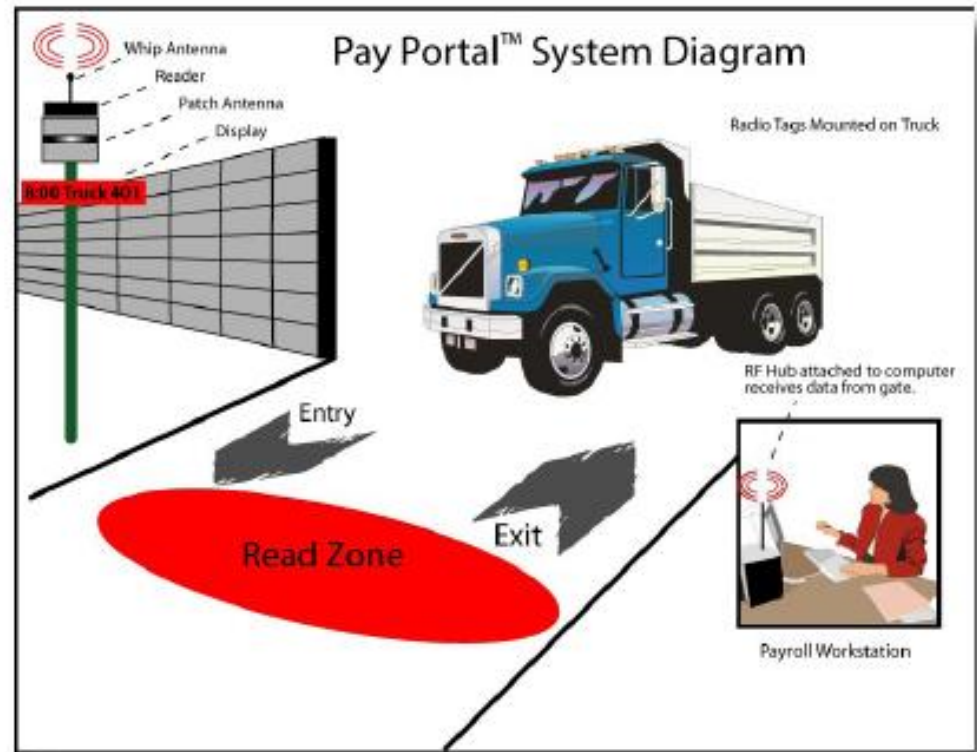 Pay Portal™ System Diagram
Whip Antenna
Reader
Patch Antenna
Display
8:00 Truck 401
Radio Tags Mounted on Truck
RF Hub attached to computer
receives data from gate.
Entry
Exit
Read Zone
Payroll Workstation